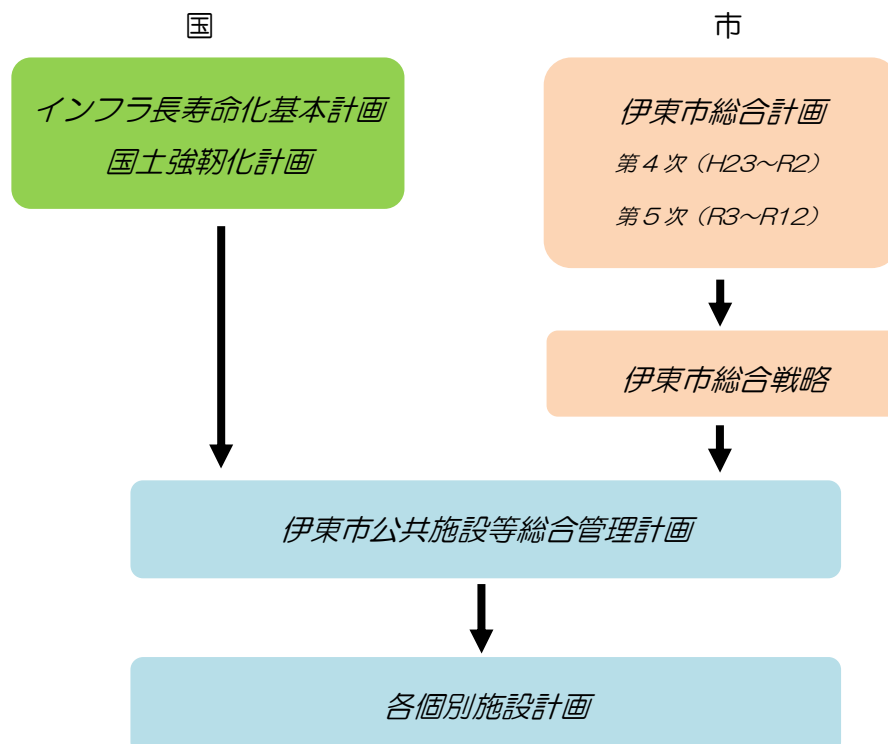 国
市
インフラ長寿命化基本計画
国土強靭化計画
伊東市総合計画
第4次（H23～R2）
第5次（R3～R12）
伊東市総合戦略
伊東市公共施設等総合管理計画
各個別施設計画